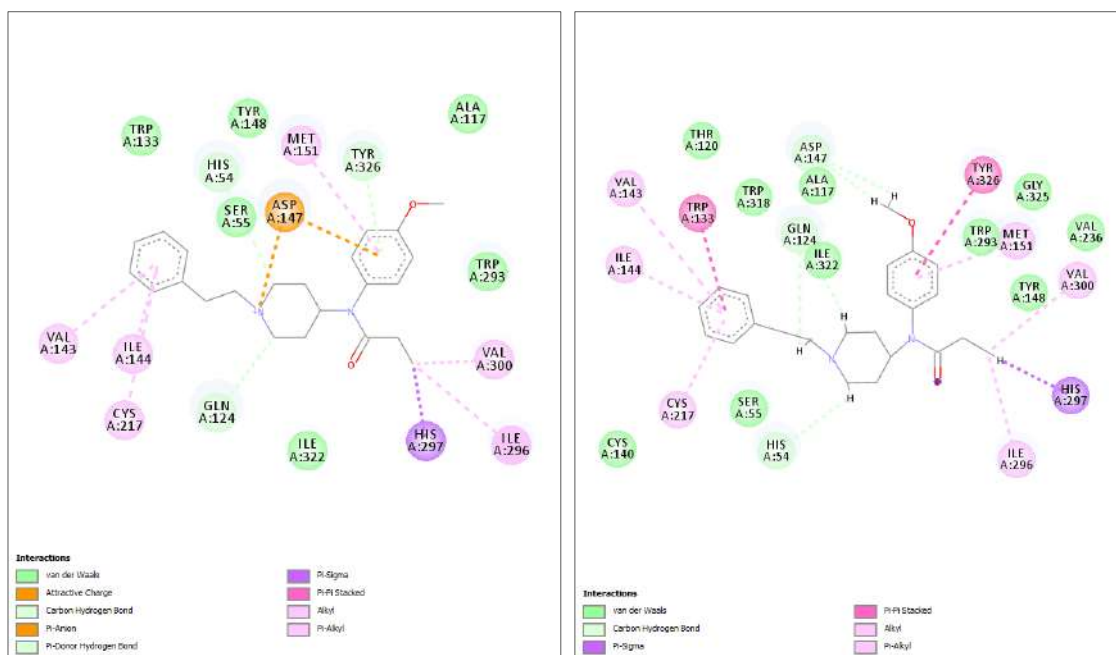 ALA
A:117
TYR
A:148
TRP
A:133
MET
A:151
TYR
A:326
HIS
A:54
SER
A:55
ASP
A:147
O
TRP
A:293
N
N
VAL
A:143
ILE
A:144
O
VAL
A:300
CYS
A:217
GLN
A:124
HIS
A:297
ILE
A:296
ILE
A:322
Interactions
van der Waals
Attractive Charge
Carbon Hydrogen Bond
Pi-Anion
Pi-Donor Hydrogen Bond
Pi-Sigma
Pi-Pi Stacked
Alkyl
Pi-Alkyl
THR
A:120
ASP
A:147
VAL
A:143
TRP
A:318
ALA
A:117
TYR
A:326
GLY
A:325
TRP
A:133
H
H
GLN
A:124
O
TRP
A:293
MET
A:151
VAL
A:236
ILE
A:144
ILE
A:322
VAL
A:300
TYR
A:148
H
H
N
N
H
H
CYS
A:217
SER
A:55
HIS
A:297
CYS
A:140
HIS
A:54
ILE
A:296
Interactions
van der Waals
Carbon Hydrogen Bond
Pi-Sigma
Pi-Pi Stacked
Alkyl
Pi-Alkyl